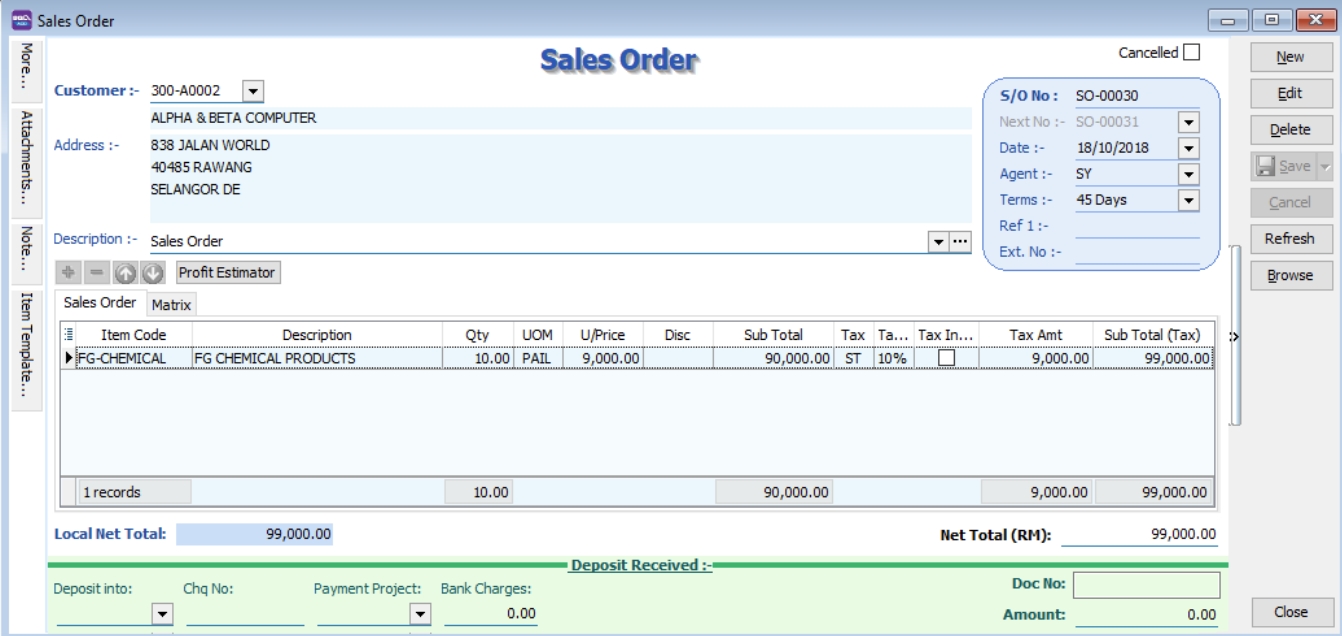 Sales Order
More...
Attachments...
Note...
Item Template...
Sales Order
Cancelled
Customer :- 300-A0002
ALPHA & BETA COMPUTER
Address :- 838 JALAN WORLD
40485 RAWANG
SELANGOR DE
Description :- Sales Order
S/O No : SO-00030
Next No :- SO-00031
Date :- 18/10/2018
Agent :- SY
Terms :- 45 Days
Ref 1 :-
Ext. No :-
New
Edit
Delete
Save
Cancel
Refresh
Browse
Profit Estimator
Sales Order Matrix
Item Code Description Qty UOM U/Price Disc Sub Total Tax Ta... Tax In... Tax Amt Sub Total (Tax)
FG-CHEMICAL FG CHEMICAL PRODUCTS 10.00 PAIL 9,000.00 90,000.00 ST 10% 9,000.00 99,000.00
1 records 10.00 90,000.00 9,000.00 99,000.00
Local Net Total: 99,000.00 Net Total (RM): 99,000.00
Deposit Received :-
Deposit into: Chq No: Payment Project: Bank Charges: Doc No:
0.00 Amount: 0.00
Close